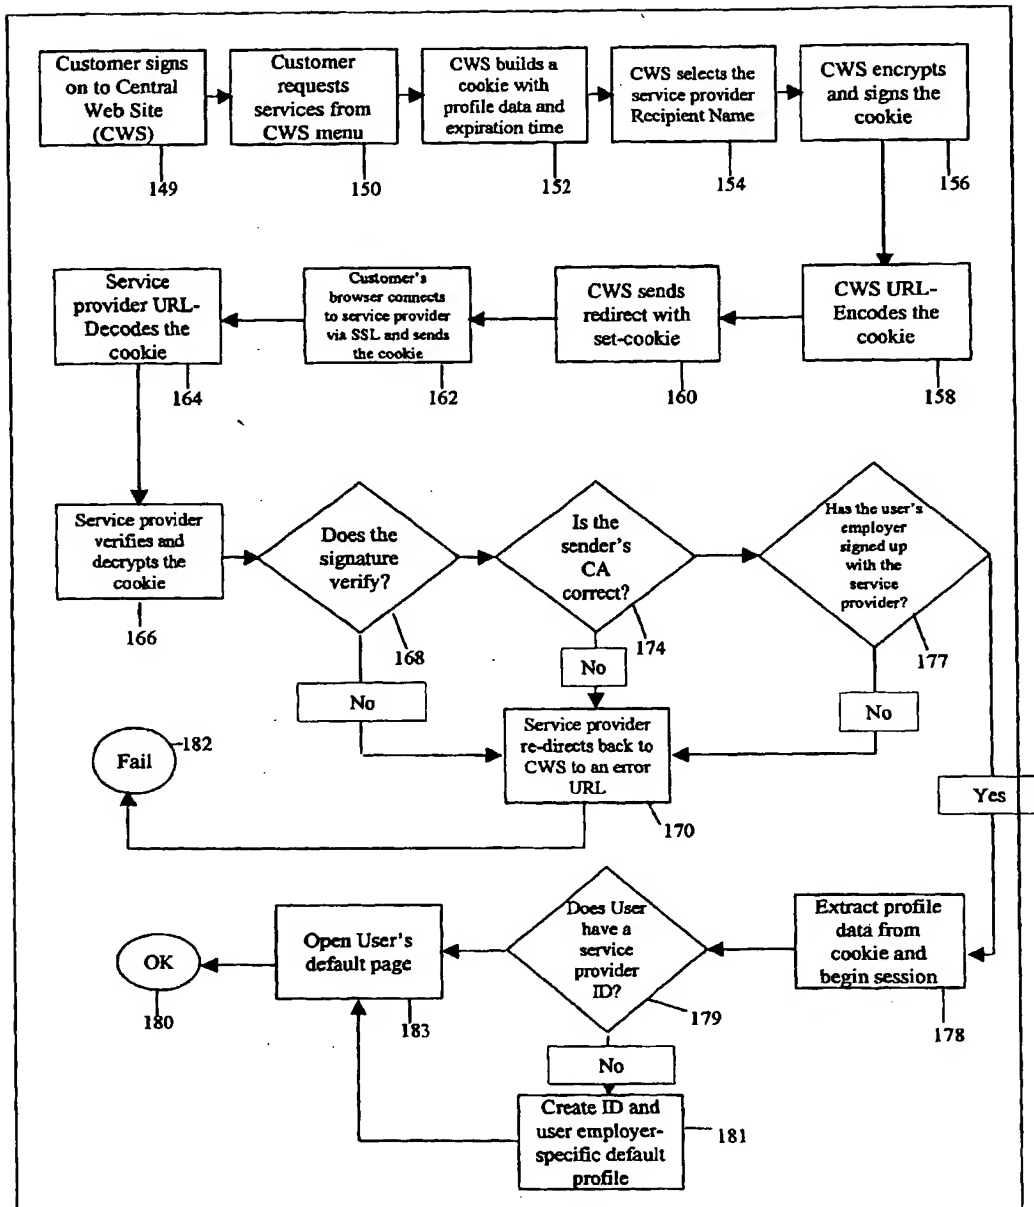 Customer signs
on to Central
Web Site
(CWS)
149
Customer
requests
services from
CWS menu
150
CWS builds a
cookie with
profile data and
expiration time
152
CWS selects the
service provider
Recipient Name
154
CWS encrypts
and signs the
cookie
156
Service
provider URL-
Decodes the
cookie
164
Customer's
browser connects
to service provider
via SSL and sends
the cookie
162
CWS sends
redirect with
set-cookie
160
CWS URL-
Encodes the
cookie
158
Service provider
verifies and
decrypts the
cookie
166
Does the
signature
verify?
168
No
Is the
sender's
CA
correct?
174
No
Has the user's
employer
signed up
with the
service
provider?
177
No
Yes
Service provider
re-directs back to
CWS to an error
URL
170
Fail
182
Extract profile
data from
cookie and
begin session
178
Does User
have a
service
provider
ID?
179
No
Create ID and
user employer-
specific default
profile
181
Open User's
default page
183
OK
180